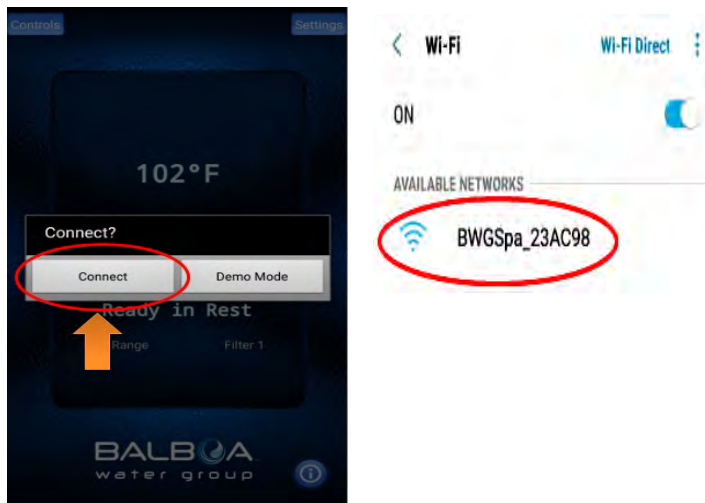 Controls
Settings
102°F
Connect?
Connect
Demo Mode
Ready in Rest
Range
Filter 1
BALBOA
water group
Wi-Fi
Wi-Fi Direct
ON
AVAILABLE NETWORKS
BWGSpa_23AC98